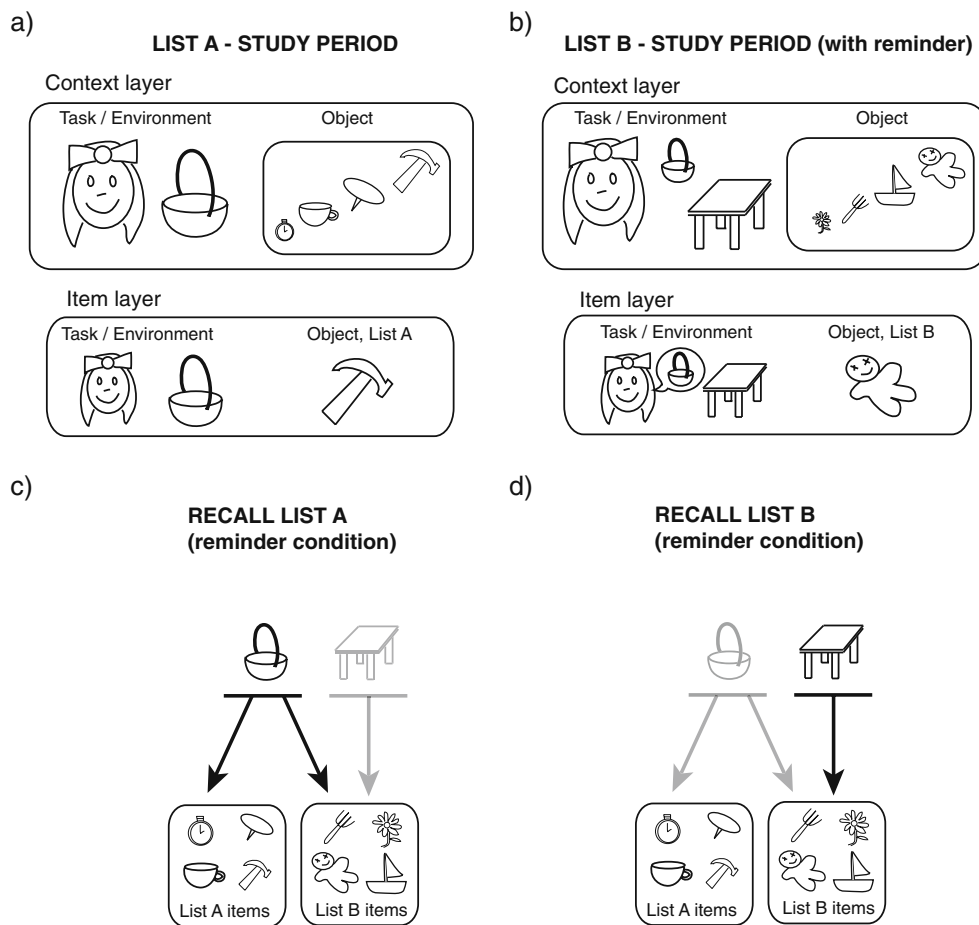 a)
LIST A - STUDY PERIOD
Context layer
Task / Environment
Object
Item layer
Task / Environment
Object, List A
b)
LIST B - STUDY PERIOD (with reminder)
Context layer
Task / Environment
Object
Item layer
Task / Environment
Object, List B
c)
RECALL LIST A
(reminder condition)
List A items
List B items
d)
RECALL LIST B
(reminder condition)
List A items
List B items